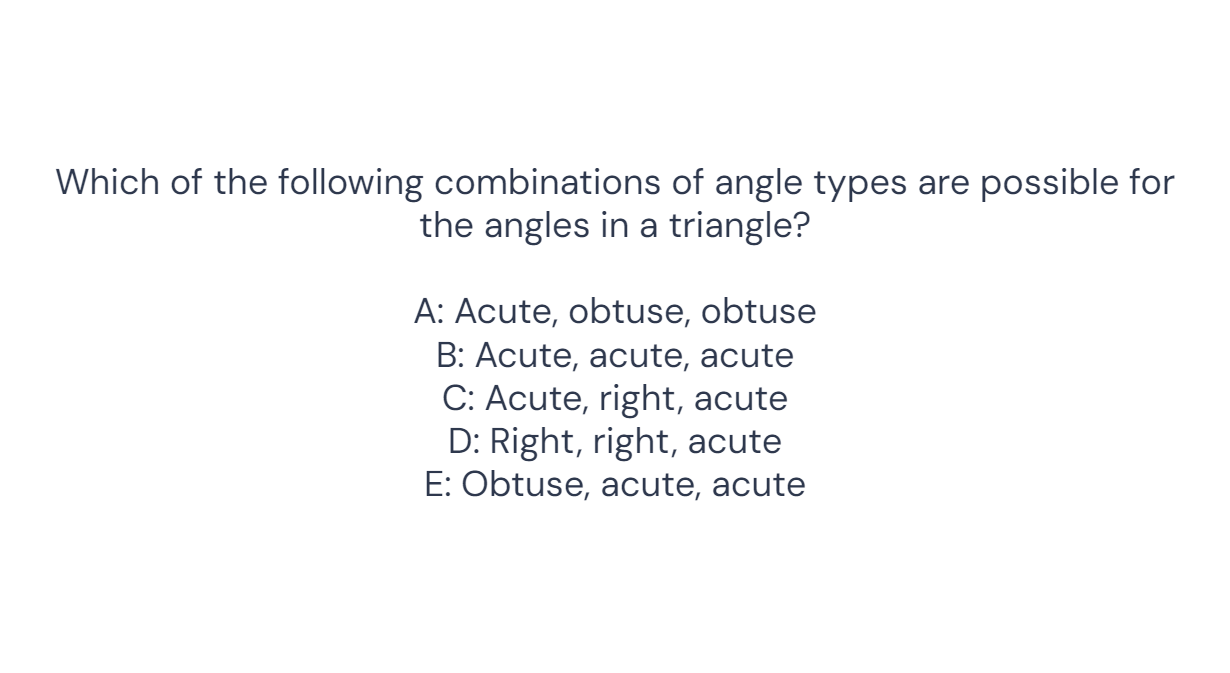 Which of the following combinations of angle types are possible for
the angles in a triangle?
A: Acute, obtuse, obtuse
B: Acute, acute, acute
C: Acute, right, acute
D: Right, right, acute
E: Obtuse, acute, acute